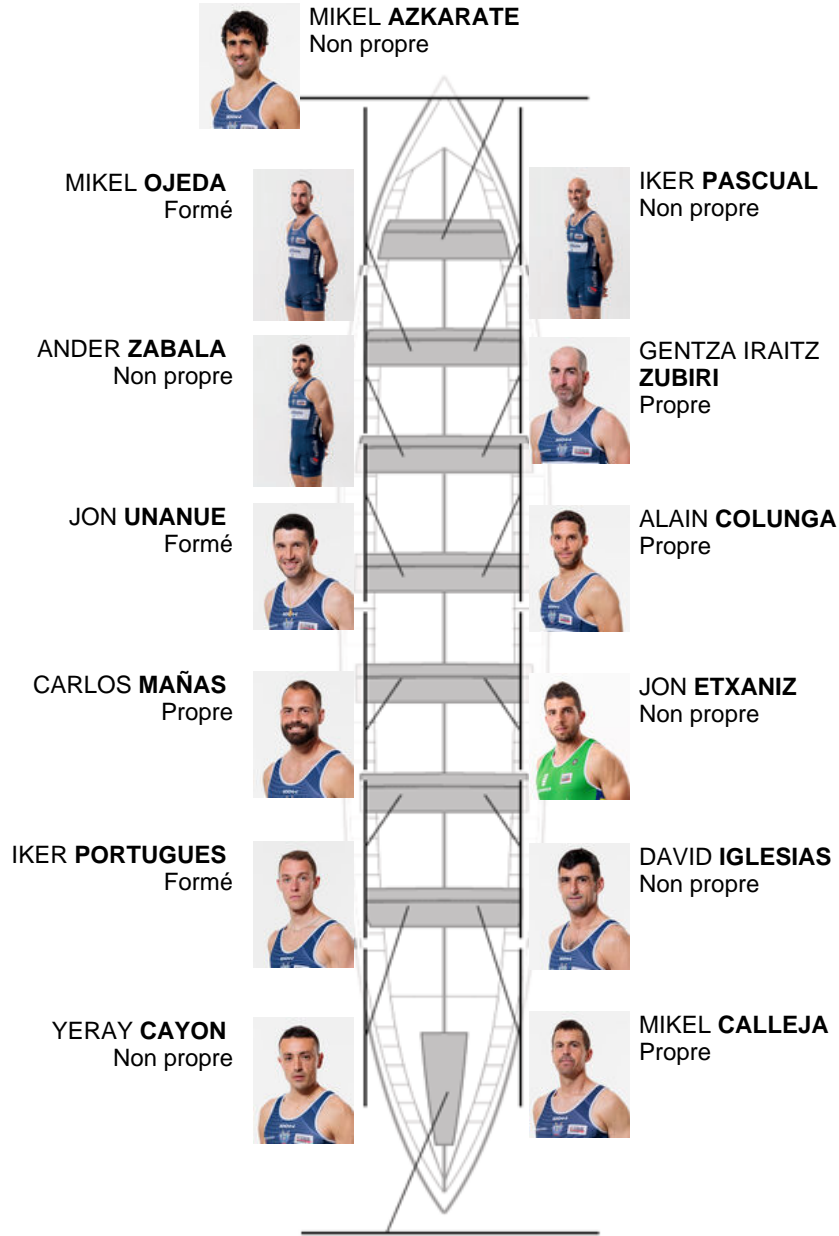 MIKEL AZKARATE
Non propre
MIKEL OJEDA
Formé
IKER PASCUAL
Non propre
ANDER ZABALA
Non propre
GENTZA IRAITZ
ZUBIRI
Propre
JON UNANUE
Formé
ALAIN COLUNGA
Propre
CARLOS MAÑAS
Propre
JON ETXANIZ
Non propre
IKER PORTUGUES
Formé
DAVID IGLESIAS
Non propre
YERAY CAYON
Non propre
MIKEL CALLEJA
Propre